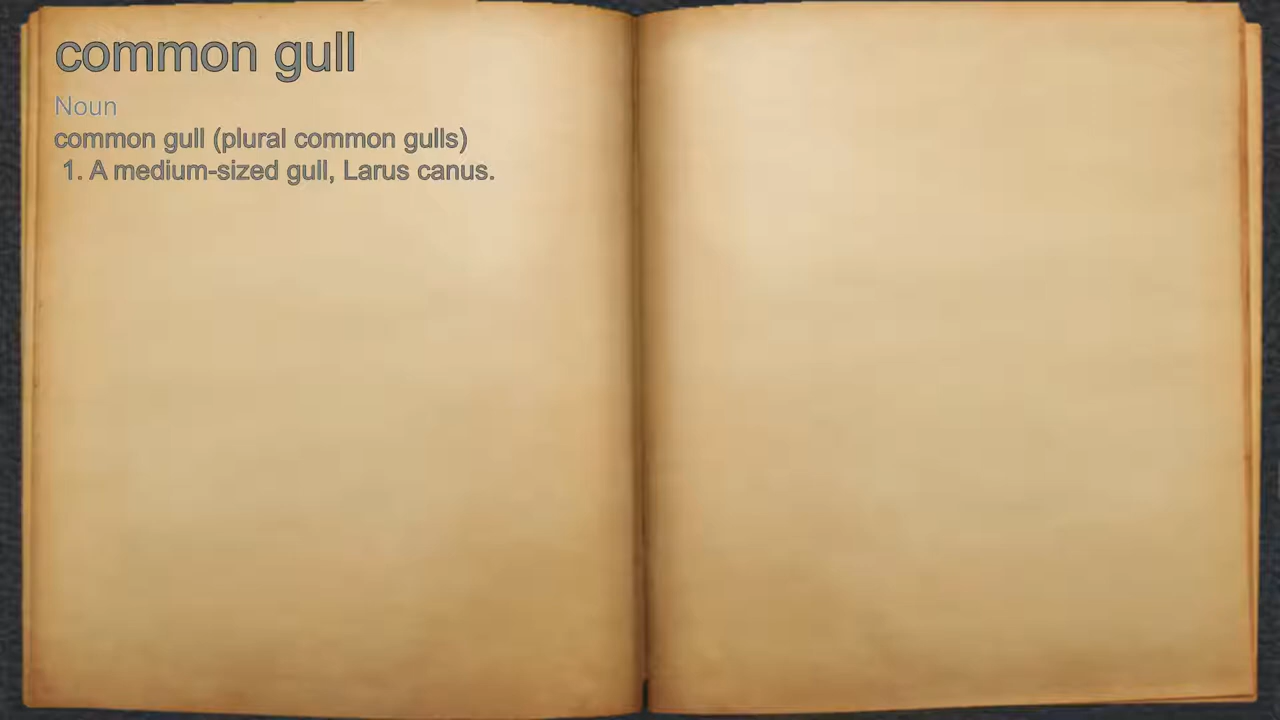 common gull
Noun
common gull (plural common gulls)
1. A medium-sized gull, Larus canus.